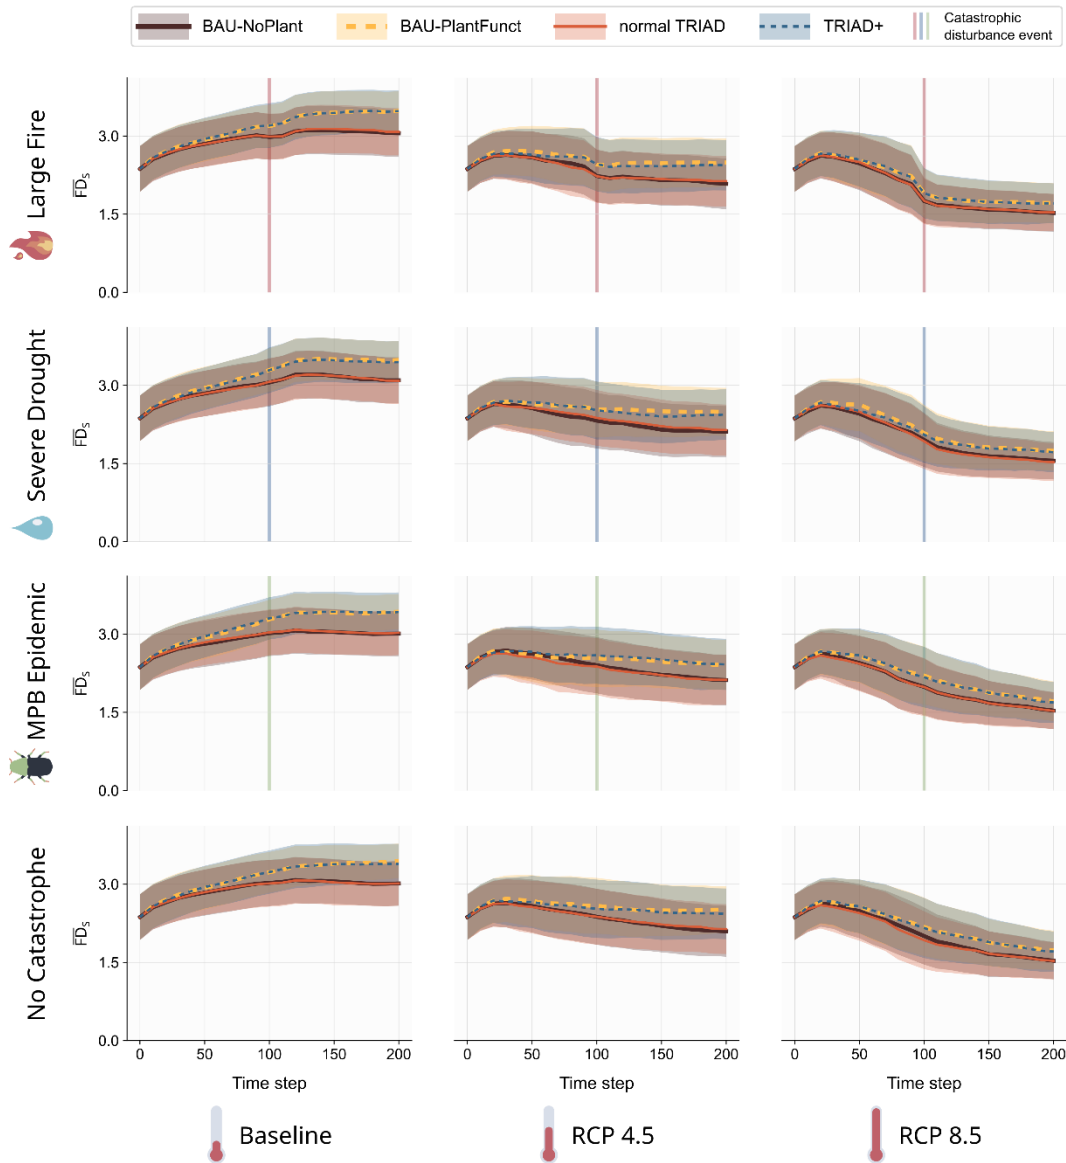 BAU-NoPlant BAU-PlantFunct normal TRIAD TRIAD+ Catastrophic
disturbance event
Large Fire
F̅D̅ₛ
3.0
1.5
0.0
Severe Drought
F̅D̅ₛ
3.0
1.5
0.0
MPB Epidemic
F̅D̅ₛ
3.0
1.5
0.0
No Catastrophe
F̅D̅ₛ
3.0
1.5
0.0
0 50 100 150 200 0 50 100 150 200 0 50 100 150 200
Time step Time step Time step
Baseline RCP 4.5 RCP 8.5